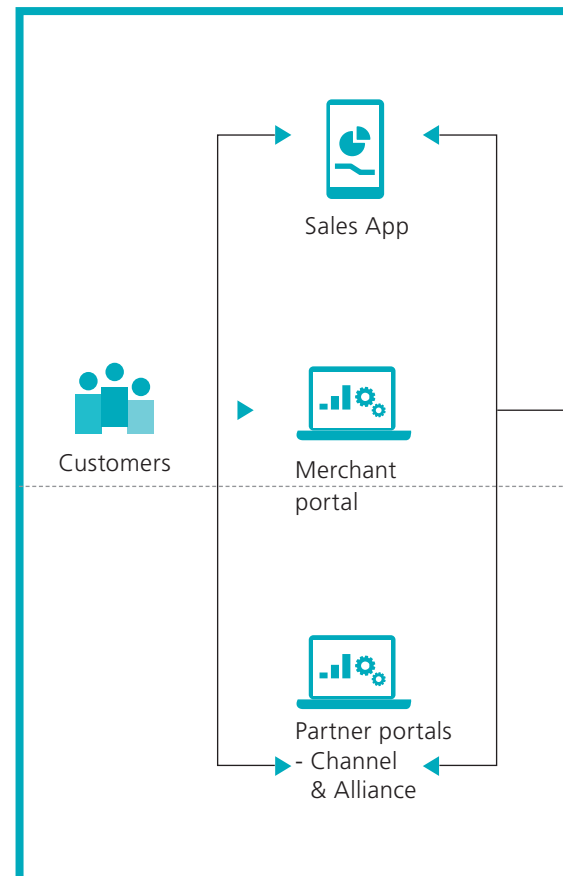 Sales App
Customers
Merchant
portal
Partner portals
- Channel
& Alliance